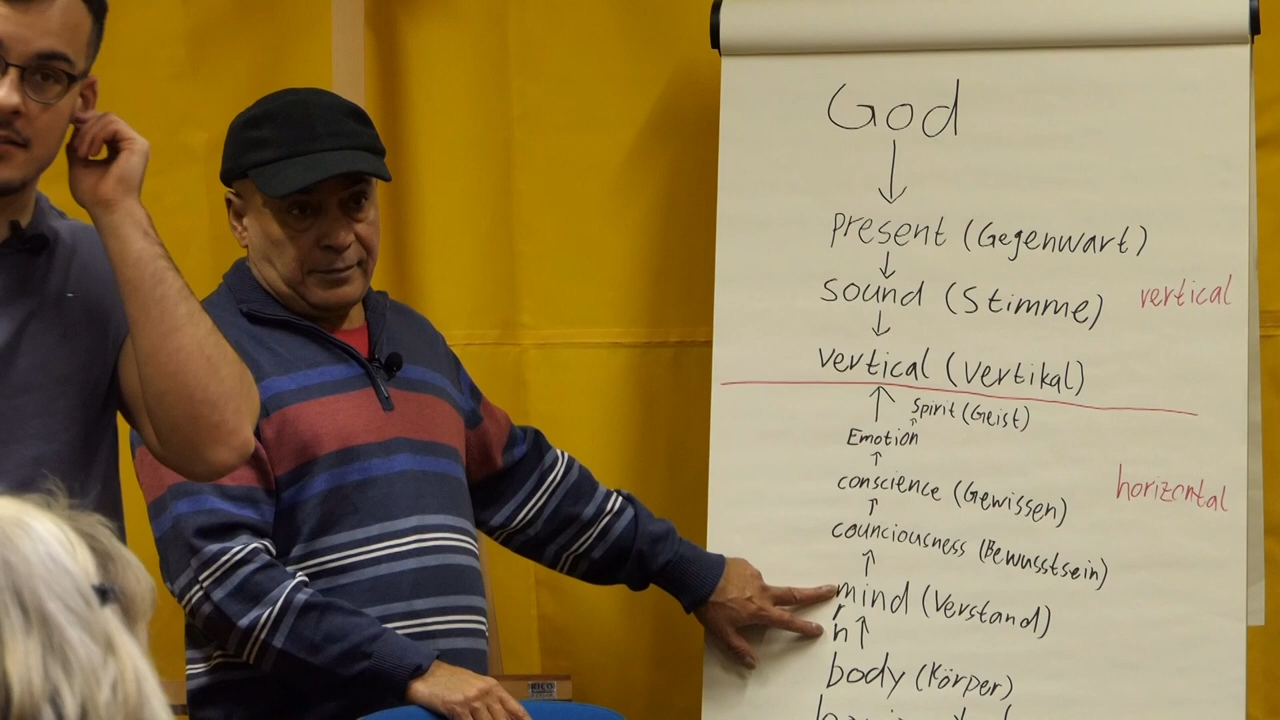 God
↓
present (Gegenwart)
↓
sound (Stimme) vertical
↓
vertical (Vertikal)
↑ spirit (Geist)
↑
Emotion
↑
conscience (Gewissen) horizontal
↑
counciousness (Bewusstsein)
↑
mind (Verstand)
r
n ↑
body (Körper)